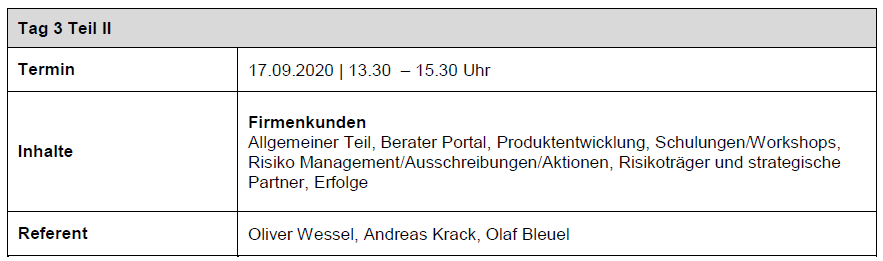 Tag 3 Teil II
Termin
17.09.2020 | 13.30 – 15.30 Uhr
Inhalte
Firmenkunden
Allgemeiner Teil, Berater Portal, Produktentwicklung, Schulungen/Workshops,
Risiko Management/Ausschreibungen/Aktionen, Risikoträger und strategische
Partner, Erfolge
Referent
Oliver Wessel, Andreas Krack, Olaf Bleuel